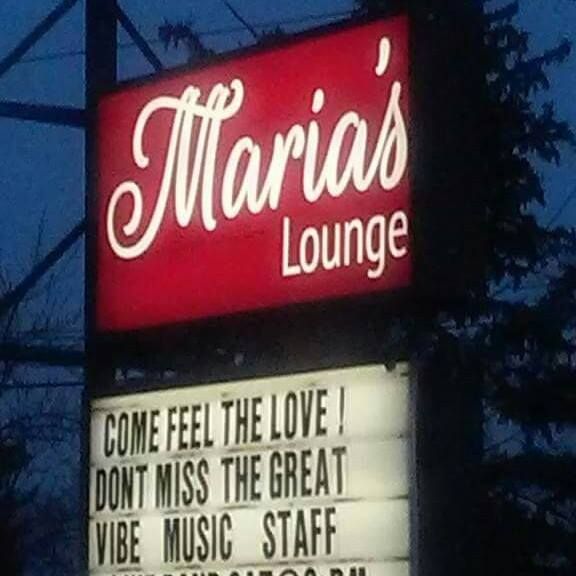 Maria's
Lounge
COME FEEL THE LOVE !
DONT MISS THE GREAT
VIBE MUSIC STAFF